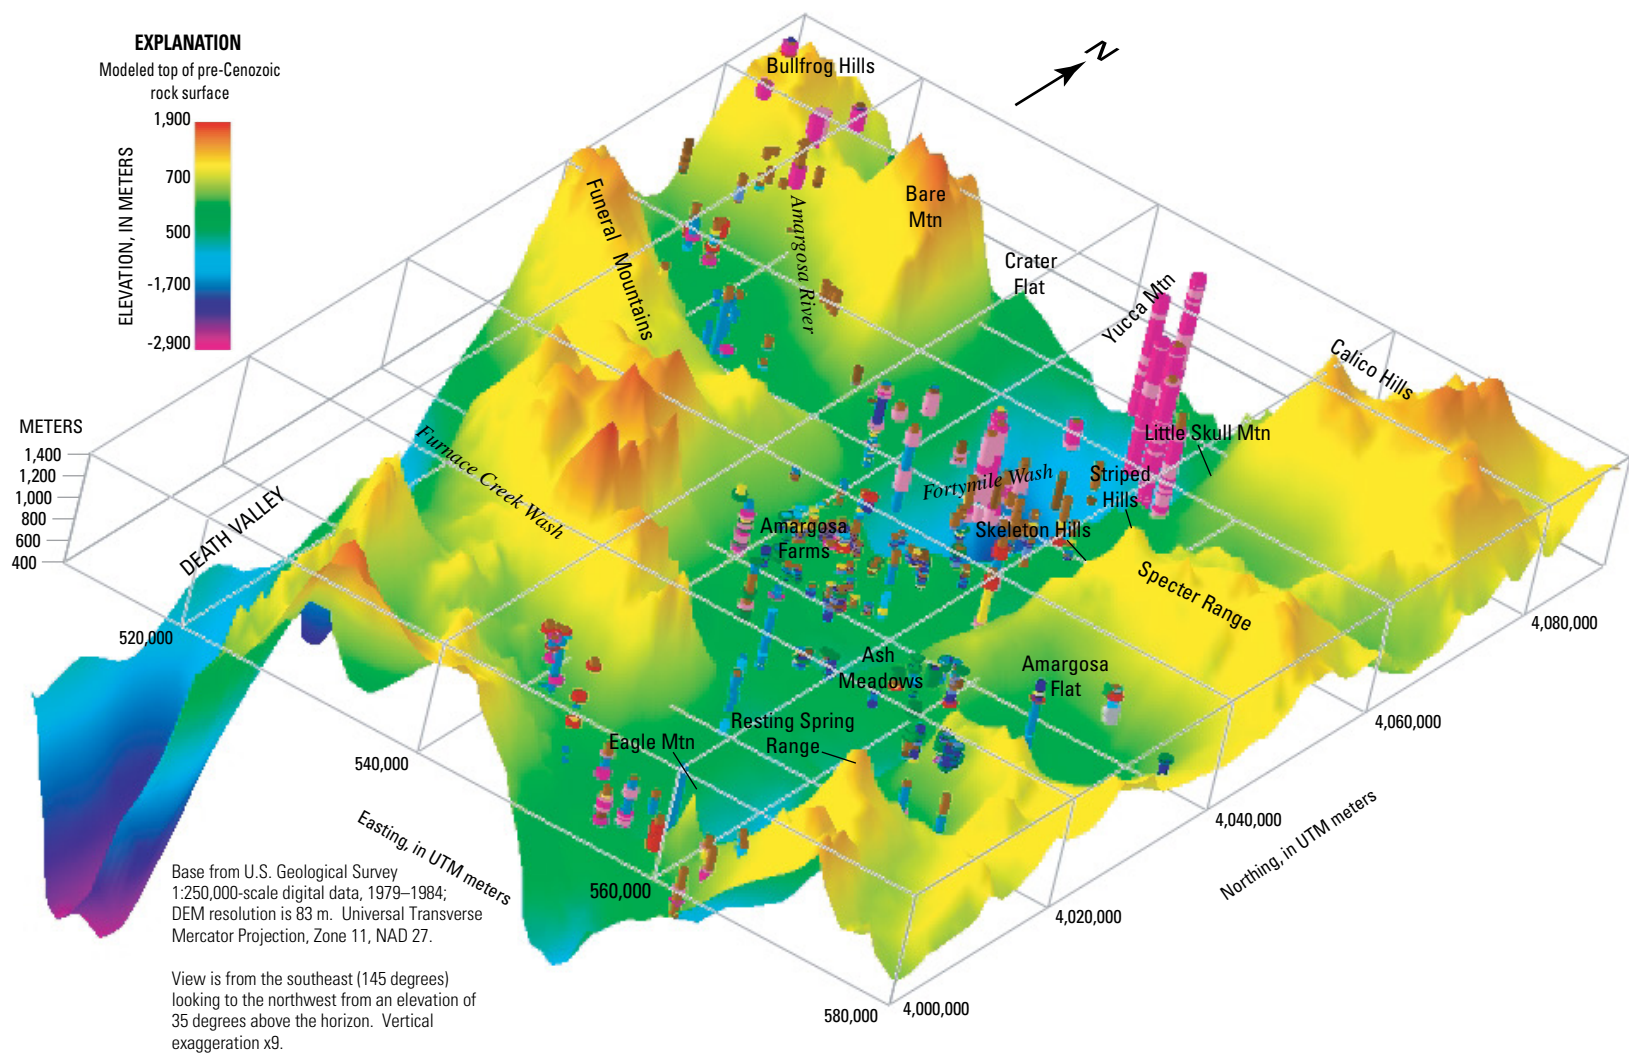 EXPLANATION
Modeled top of pre-Cenozoic
rock surface
ELEVATION, IN METERS
1,900
700
500
-1,700
-2,900
N
Bullfrog Hills
Funeral Mountains
Amargosa River
Bare
Mtn
Crater
Flat
Yucca Mtn
Calico Hills
Little Skull Mtn
Striped
Hills
Fortymile Wash
Skeleton Hills
Specter Range
Furnace Creek Wash
Amargosa
Farms
METERS
1,400
1,200
1,000
800
600
400
DEATH VALLEY
Ash
Meadows
Amargosa
Flat
Resting Spring
Range
Eagle Mtn
520,000
540,000
560,000
580,000
Easting, in UTM meters
4,000,000
4,020,000
4,040,000
4,060,000
4,080,000
Northing, in UTM meters
Base from U.S. Geological Survey
1:250,000-scale digital data, 1979–1984;
DEM resolution is 83 m. Universal Transverse
Mercator Projection, Zone 11, NAD 27.
View is from the southeast (145 degrees)
looking to the northwest from an elevation of
35 degrees above the horizon. Vertical
exaggeration x9.